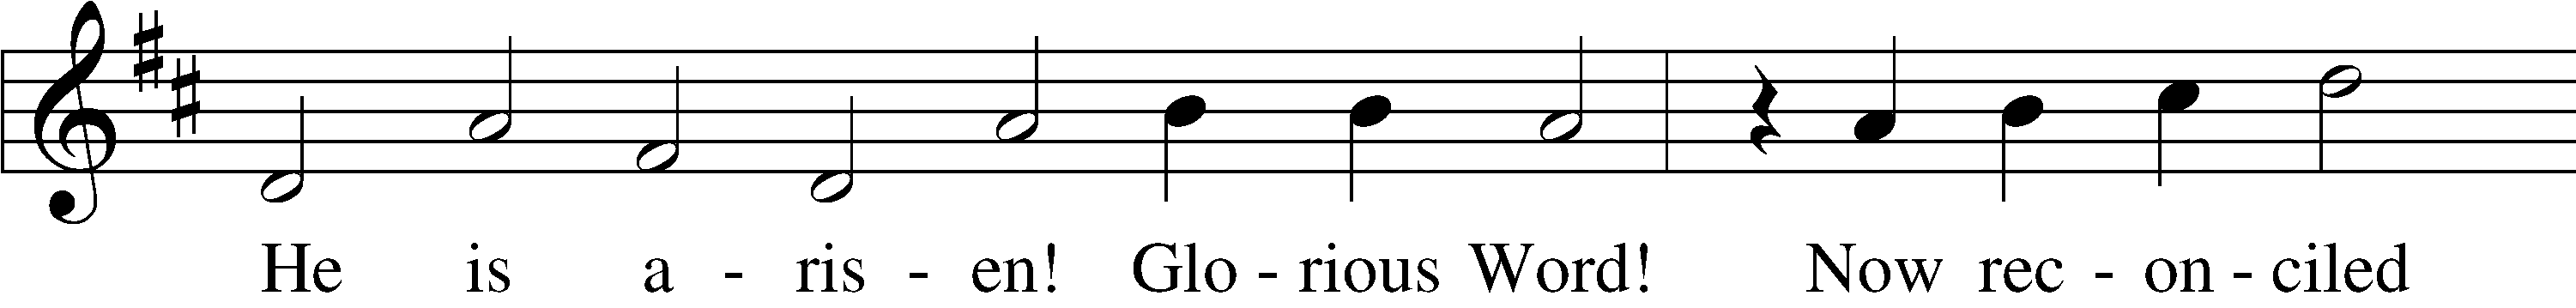 He is a - ris - en! Glo - rious Word! Now rec - on - ciled